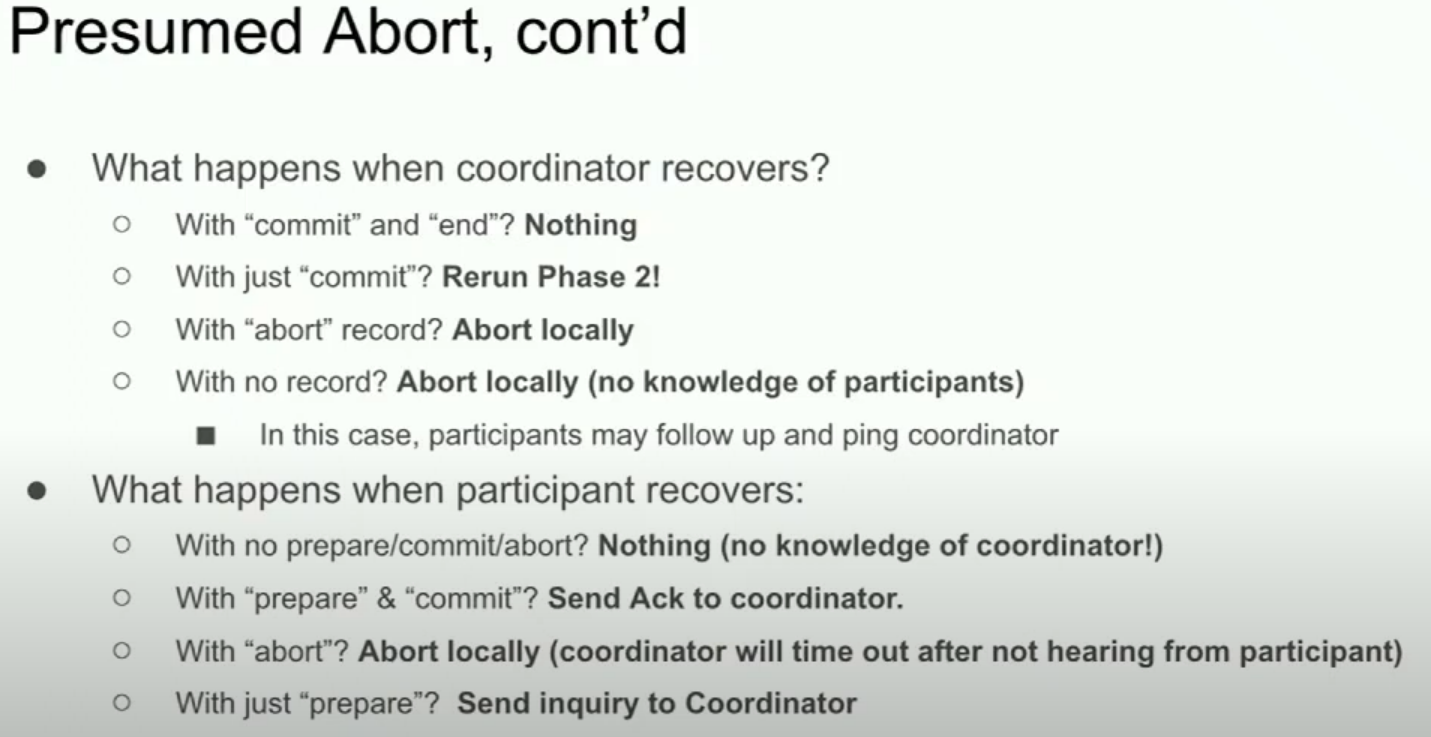 Presumed Abort, cont’d
● What happens when coordinator recovers?
○ With “commit” and “end”? Nothing
○ With just “commit”? Rerun Phase 2!
○ With “abort” record? Abort locally
○ With no record? Abort locally (no knowledge of participants)
■ In this case, participants may follow up and ping coordinator
● What happens when participant recovers:
○ With no prepare/commit/abort? Nothing (no knowledge of coordinator!)
○ With “prepare” & “commit”? Send Ack to coordinator.
○ With “abort”? Abort locally (coordinator will time out after not hearing from participant)
○ With just “prepare”? Send inquiry to Coordinator